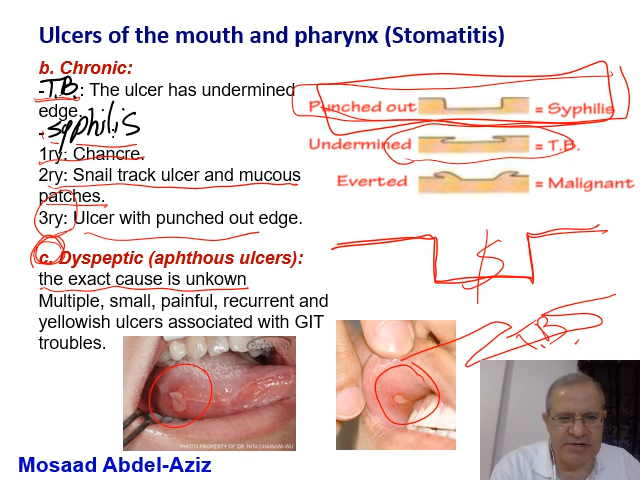 Ulcers of the mouth and pharynx (Stomatitis)
b. Chronic:
-T.B.: The ulcer has undermined
edge.
-syphilis
1ry: Chancre.
2ry: Snail track ulcer and mucous
patches.
3ry: Ulcer with punched out edge.
c. Dyspeptic (aphthous ulcers):
the exact cause is unkown
Multiple, small, painful, recurrent and
yellowish ulcers associated with GIT
troubles.
Punched out = Syphilis
Undermined = T.B.
Everted = Malignant
S
T.B.
PHOTO PROPERTY OF DR. NITA CHAINANI-WU
Mosaad Abdel-Aziz